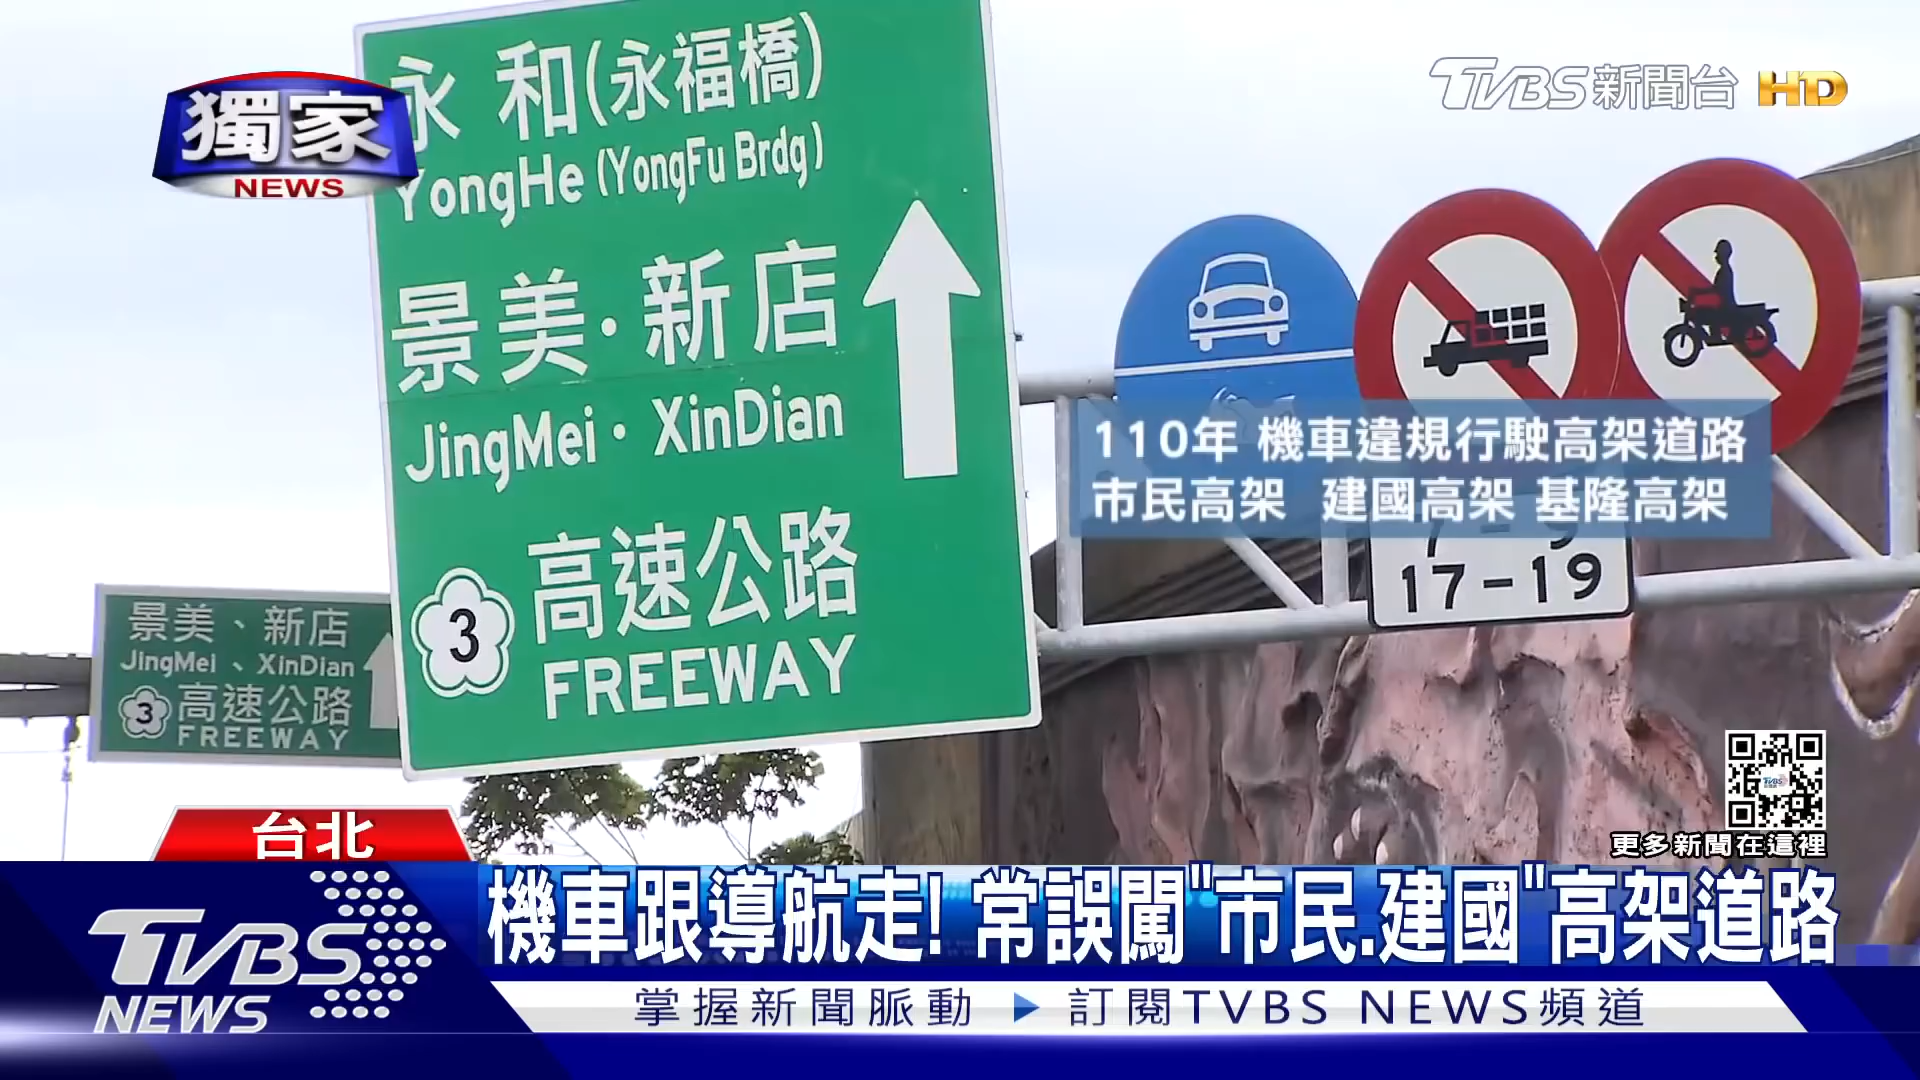 獨家
NEWS
TVBS新聞台 HD
永和(永福橋)
YongHe (YongFu Brdg)
景美·新店
JingMei· XinDian
3 高速公路
FREEWAY
景美、新店
JingMei、XinDian
3 高速公路
FREEWAY
110年 機車違規行駛高架道路
市民高架 建國高架 基隆高架
17-19
TVBS
更多新聞在這裡
台北
機車跟導航走! 常誤闖"市民.建國"高架道路
TVBS
NEWS
掌握新聞脈動 ▶ 訂閱TVBS NEWS頻道